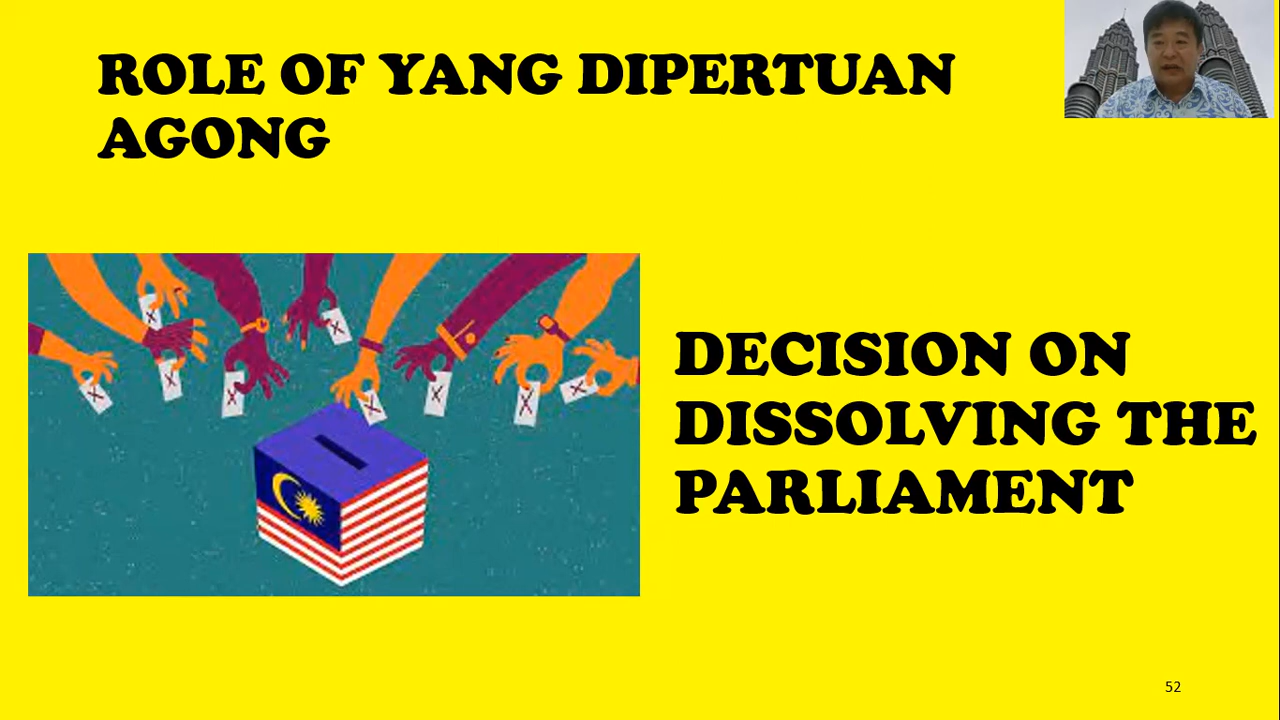 ROLE OF YANG DIPERTUAN
AGONG
DECISION ON
DISSOLVING THE
PARLIAMENT
52